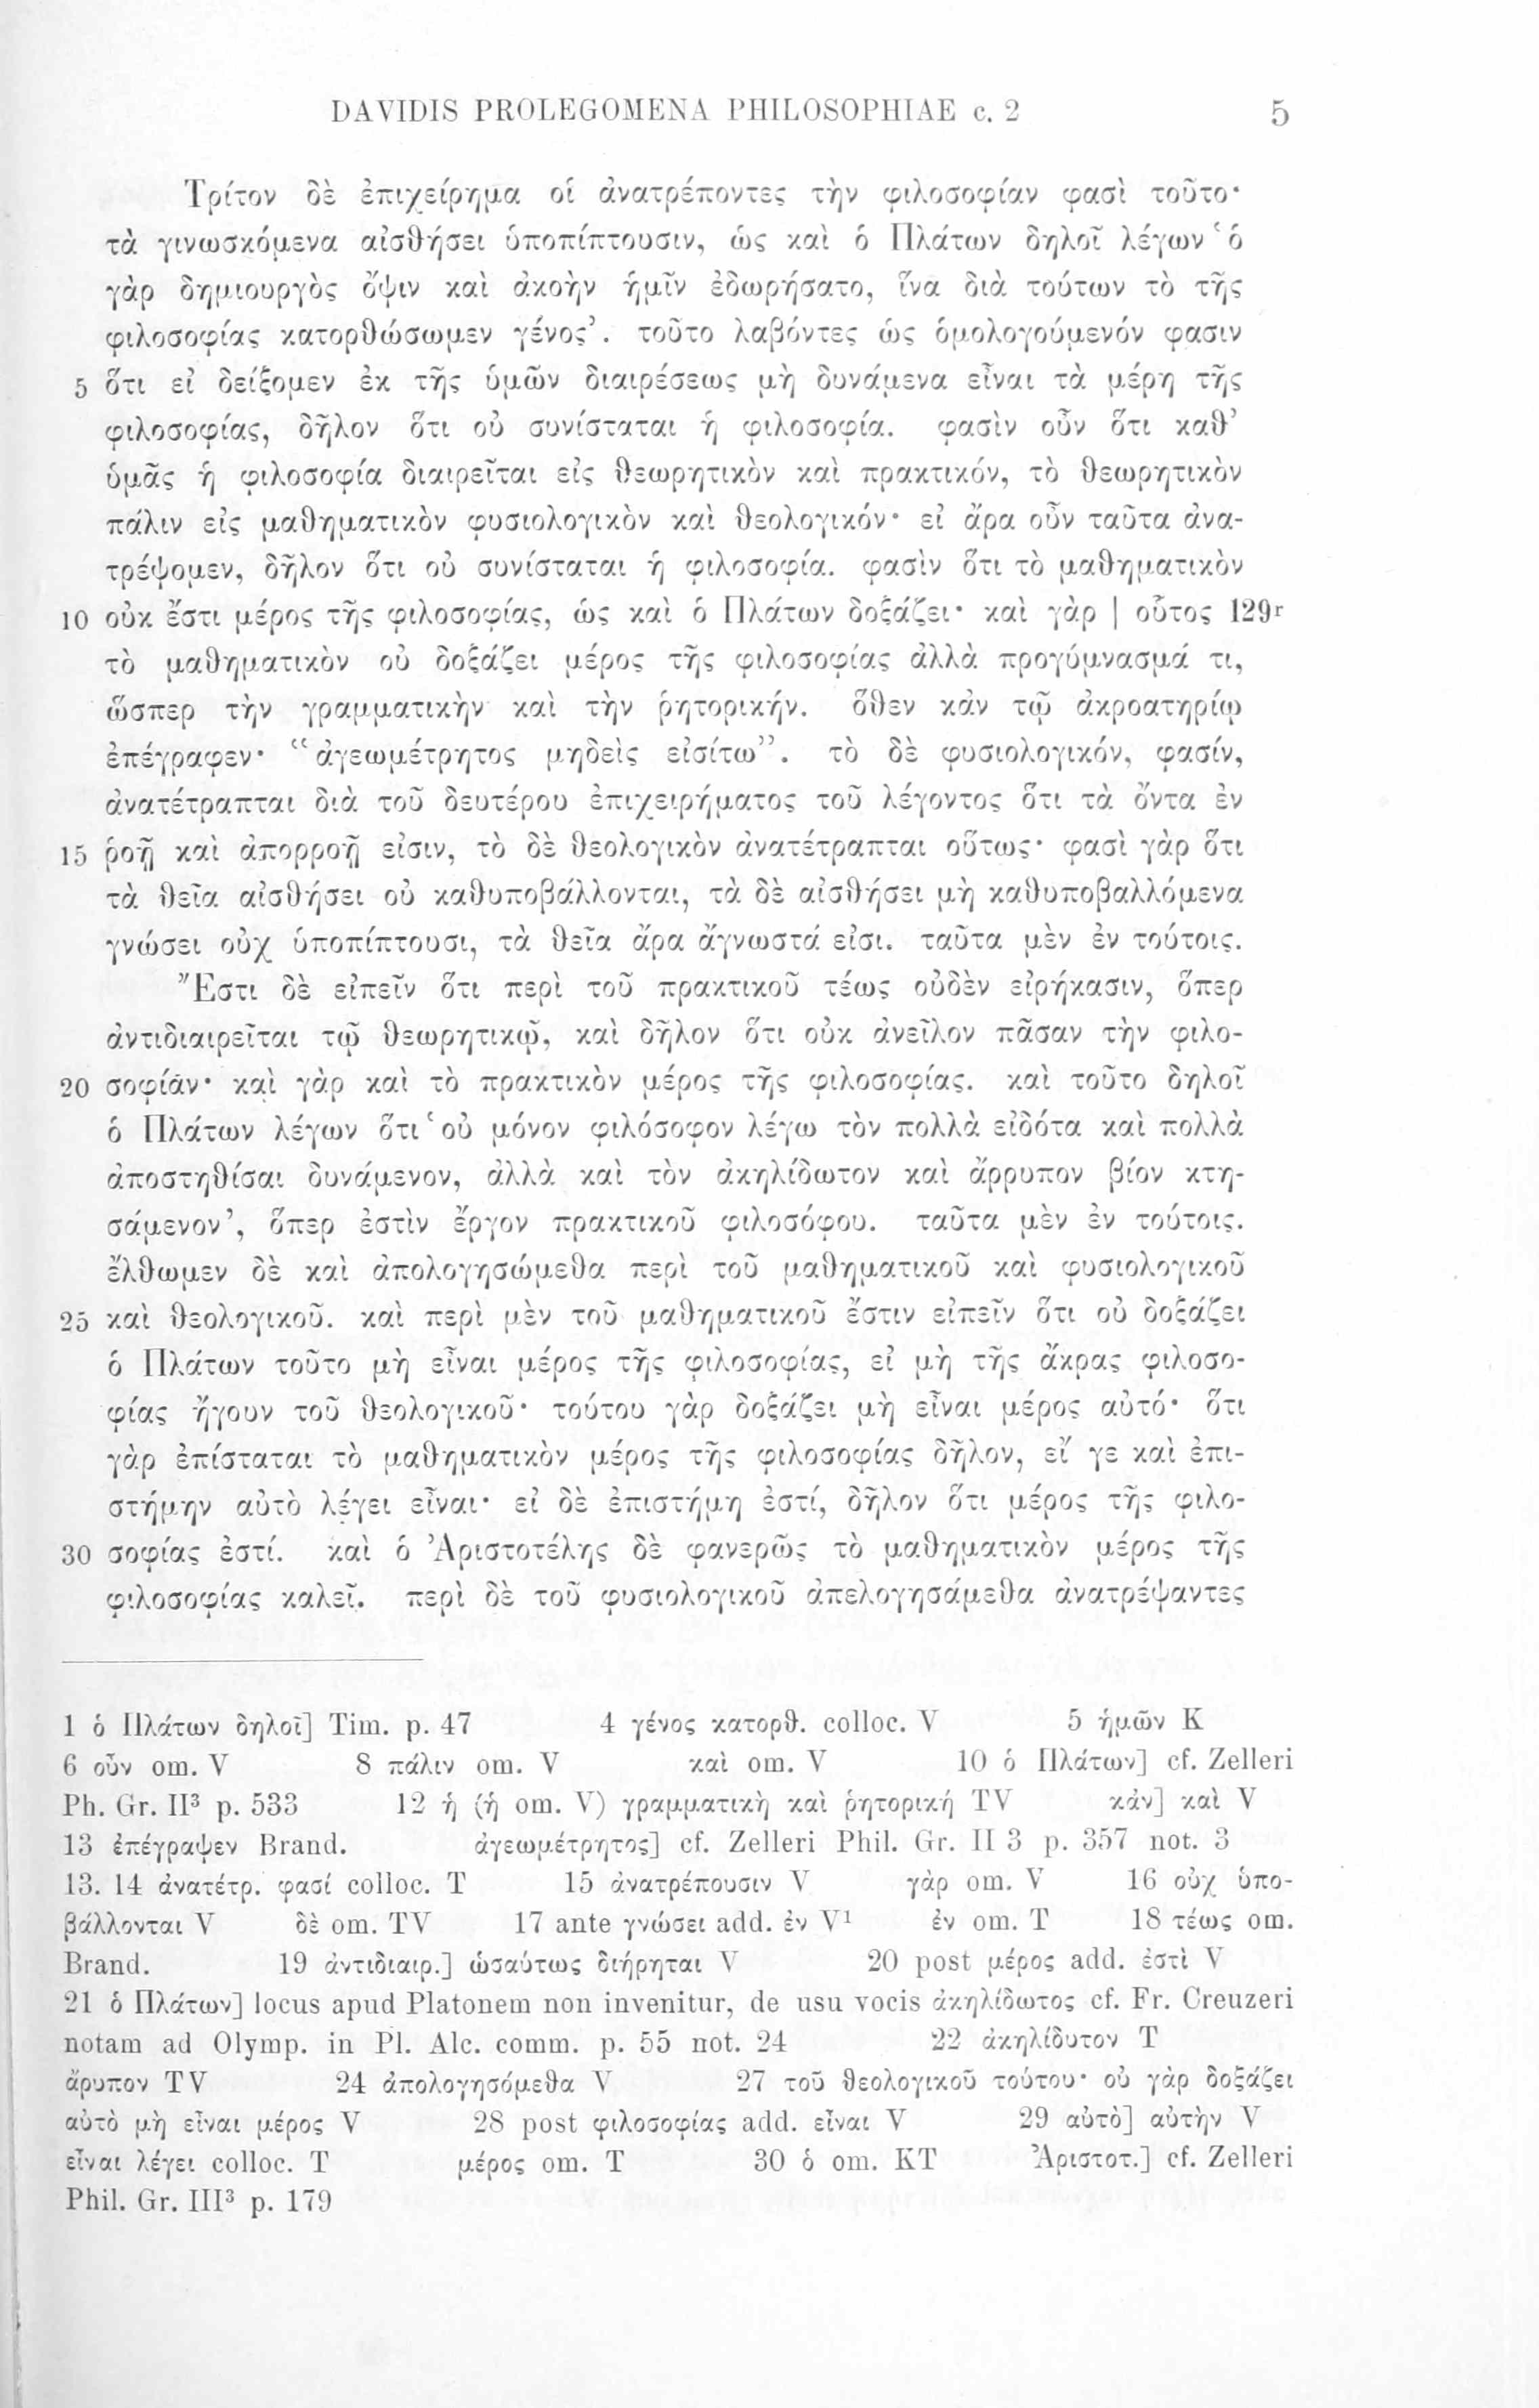 DAVIDIS PROLEGOMENA PHILOSOPHIAE c. 2 5
Τρίτον δὲ ἐπιχείρημα οἱ ἀνατρέποντες τὴν φιλοσοφίαν φασὶ τοῦτο·
τὰ γινωσκόμενα αἰσθήσει ὑποπίπτουσιν, ὡς καὶ ὁ Πλάτων δηλοῖ λέγων ‘ὁ
γὰρ δημιουργὸς ὄψιν καὶ ἀκοὴν ἡμῖν ἐδωρήσατο, ἵνα διὰ τούτων τὸ τῆς
φιλοσοφίας κατορθώσωμεν γένος’. τοῦτο λαβόντες ὡς ὁμολογούμενόν φασιν
5 ὅτι εἰ δείξομεν ἐκ τῆς ὑμῶν διαιρέσεως μὴ δυνάμενα εἶναι τὰ μέρη τῆς
φιλοσοφίας, δῆλον ὅτι οὐ συνίσταται ἡ φιλοσοφία. φασὶν οὖν ὅτι καθ’
ὑμᾶς ἡ φιλοσοφία διαιρεῖται εἰς θεωρητικὸν καὶ πρακτικόν, τὸ θεωρητικὸν
πάλιν εἰς μαθηματικὸν φυσιολογικὸν καὶ θεολογικόν· εἰ ἄρα οὖν ταῦτα ἀνα-
τρέψομεν, δῆλον ὅτι οὐ συνίσταται ἡ φιλοσοφία. φασὶν ὅτι τὸ μαθηματικὸν
10 οὐκ ἔστι μέρος τῆς φιλοσοφίας, ὡς καὶ ὁ Πλάτων δοξάζει· καὶ γὰρ | οὗτος 129r
τὸ μαθηματικὸν οὐ δοξάζει μέρος τῆς φιλοσοφίας ἀλλὰ προγύμνασμά τι,
ὥσπερ τὴν γραμματικὴν καὶ τὴν ῥητορικήν. ὅθεν κἀν τῷ ἀκροατηρίῳ
ἐπέγραφεν· “ἀγεωμέτρητος μηδεὶς εἰσίτω”. τὸ δὲ φυσιολογικόν, φασίν,
ἀνατέτραπται διὰ τοῦ δευτέρου ἐπιχειρήματος τοῦ λέγοντος ὅτι τὰ ὄντα ἐν
15 ῥοῇ καὶ ἀπορροῇ εἰσιν, τὸ δὲ θεολογικὸν ἀνατέτραπται οὕτως· φασὶ γὰρ ὅτι
τὰ θεῖα αἰσθήσει οὐ καθυποβάλλονται, τὰ δὲ αἰσθήσει μὴ καθυποβαλλόμενα
γνώσει οὐχ ὑποπίπτουσι, τὰ θεῖα ἄρα ἄγνωστά εἰσι. ταῦτα μὲν ἐν τούτοις.
Ἔστι δὲ εἰπεῖν ὅτι περὶ τοῦ πρακτικοῦ τέως οὐδὲν εἰρήκασιν, ὅπερ
ἀντιδιαιρεῖται τῷ θεωρητικῷ, καὶ δῆλον ὅτι οὐκ ἀνεῖλον πᾶσαν τὴν φιλο-
20 σοφίαν· καὶ γὰρ καὶ τὸ πρακτικὸν μέρος τῆς φιλοσοφίας. καὶ τοῦτο δηλοῖ
ὁ Πλάτων λέγων ὅτι ‘οὐ μόνον φιλόσοφον λέγω τὸν πολλὰ εἰδότα καὶ πολλὰ
ἀποστηθίσαι δυνάμενον, ἀλλὰ καὶ τὸν ἀκηλίδωτον καὶ ἄρρυπον βίον κτη-
σάμενον’, ὅπερ ἐστὶν ἔργον πρακτικοῦ φιλοσόφου. ταῦτα μὲν ἐν τούτοις.
ἔλθωμεν δὲ καὶ ἀπολογησώμεθα περὶ τοῦ μαθηματικοῦ καὶ φυσιολογικοῦ
25 καὶ θεολογικοῦ. καὶ περὶ μὲν τοῦ μαθηματικοῦ ἔστιν εἰπεῖν ὅτι οὐ δοξάζει
ὁ Πλάτων τοῦτο μὴ εἶναι μέρος τῆς φιλοσοφίας, εἰ μὴ τῆς ἄκρας φιλοσο-
φίας ἤγουν τοῦ θεολογικοῦ· τούτου γὰρ δοξάζει μὴ εἶναι μέρος αὐτό· ὅτι
γὰρ ἐπίσταται τὸ μαθηματικὸν μέρος τῆς φιλοσοφίας δῆλον, εἴ γε καὶ ἐπι-
στήμην αὐτὸ λέγει εἶναι· εἰ δὲ ἐπιστήμη ἐστί, δῆλον ὅτι μέρος τῆς φιλο-
30 σοφίας ἐστί. καὶ ὁ Ἀριστοτέλης δὲ φανερῶς τὸ μαθηματικὸν μέρος τῆς
φιλοσοφίας καλεῖ. περὶ δὲ τοῦ φυσιολογικοῦ ἀπελογησάμεθα ἀνατρέψαντες
1 ὁ Πλάτων δηλοῖ] Tim. p. 47 4 γένος κατορθ. colloc. V 5 ἡμῶν K
6 οὖν om. V 8 πάλιν om. V καὶ om. V 10 ὁ Πλάτων] cf. Zelleri
Ph. Gr. II³ p. 533 12 ἡ (ἡ om. V) γραμματικὴ καὶ ῥητορική TV κἀν] καὶ V
13 ἐπέγραψεν Brand. ἀγεωμέτρητος] cf. Zelleri Phil. Gr. II 3 p. 357 not. 3
13. 14 ἀνατέτρ. φασί colloc. T 15 ἀνατρέπουσιν V γὰρ om. V 16 οὐχ ὑπο-
βάλλονται V δὲ om. TV 17 ante γνώσει add. ἐν V¹ ἐν om. T 18 τέως om.
Brand. 19 ἀντιδιαιρ.] ὡσαύτως διῄρηται V 20 post μέρος add. ἐστὶ V
21 ὁ Πλάτων] locus apud Platonem non invenitur, de usu vocis ἀκηλίδωτος cf. Fr. Creuzeri
notam ad Olymp. in Pl. Alc. comm. p. 55 not. 24 22 ἀκηλίδυτον T
ἄρυπον TV 24 ἀπολογησόμεθα V 27 τοῦ θεολογικοῦ τούτου· οὐ γὰρ δοξάζει
αὐτὸ μὴ εἶναι μέρος V 28 post φιλοσοφίας add. εἶναι V 29 αὐτὸ] αὐτὴν V
εἶναι λέγει colloc. T μέρος om. T 30 ὁ om. KT Ἀριστοτ.] cf. Zelleri
Phil. Gr. III³ p. 179